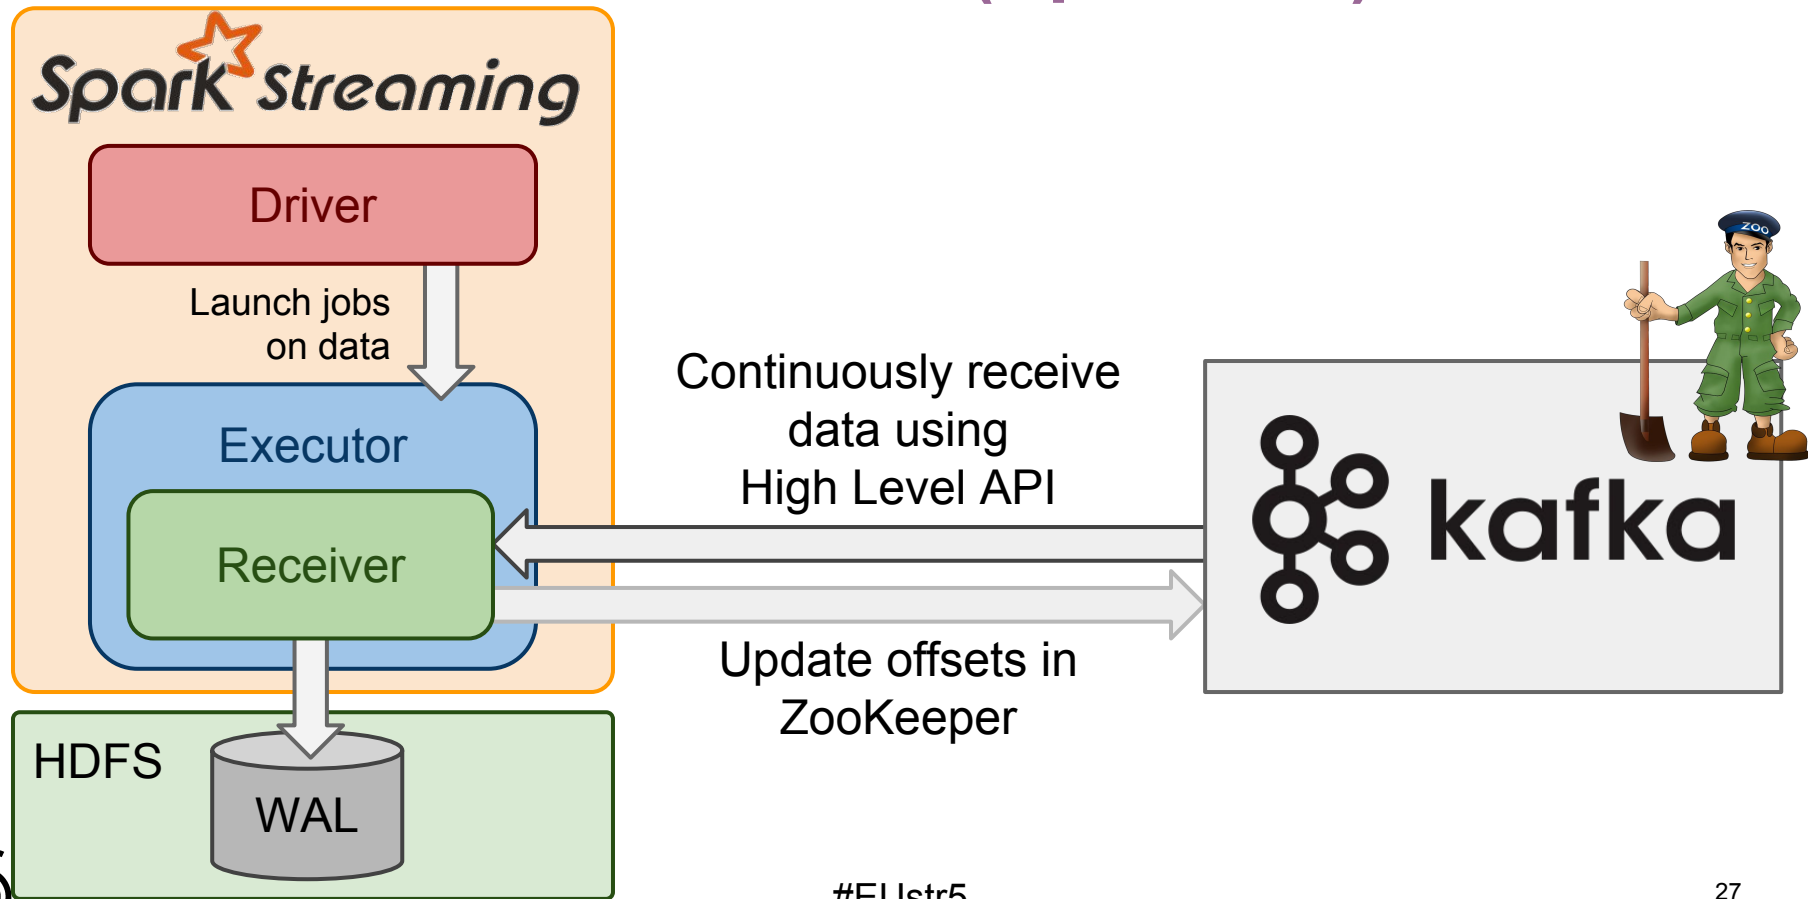 Spark Streaming
Driver
Launch jobs
on data
Executor
Receiver
Continuously receive
data using
High Level API
Update offsets in
ZooKeeper
ZOO
kafka
HDFS
WAL
#EUstr5
27